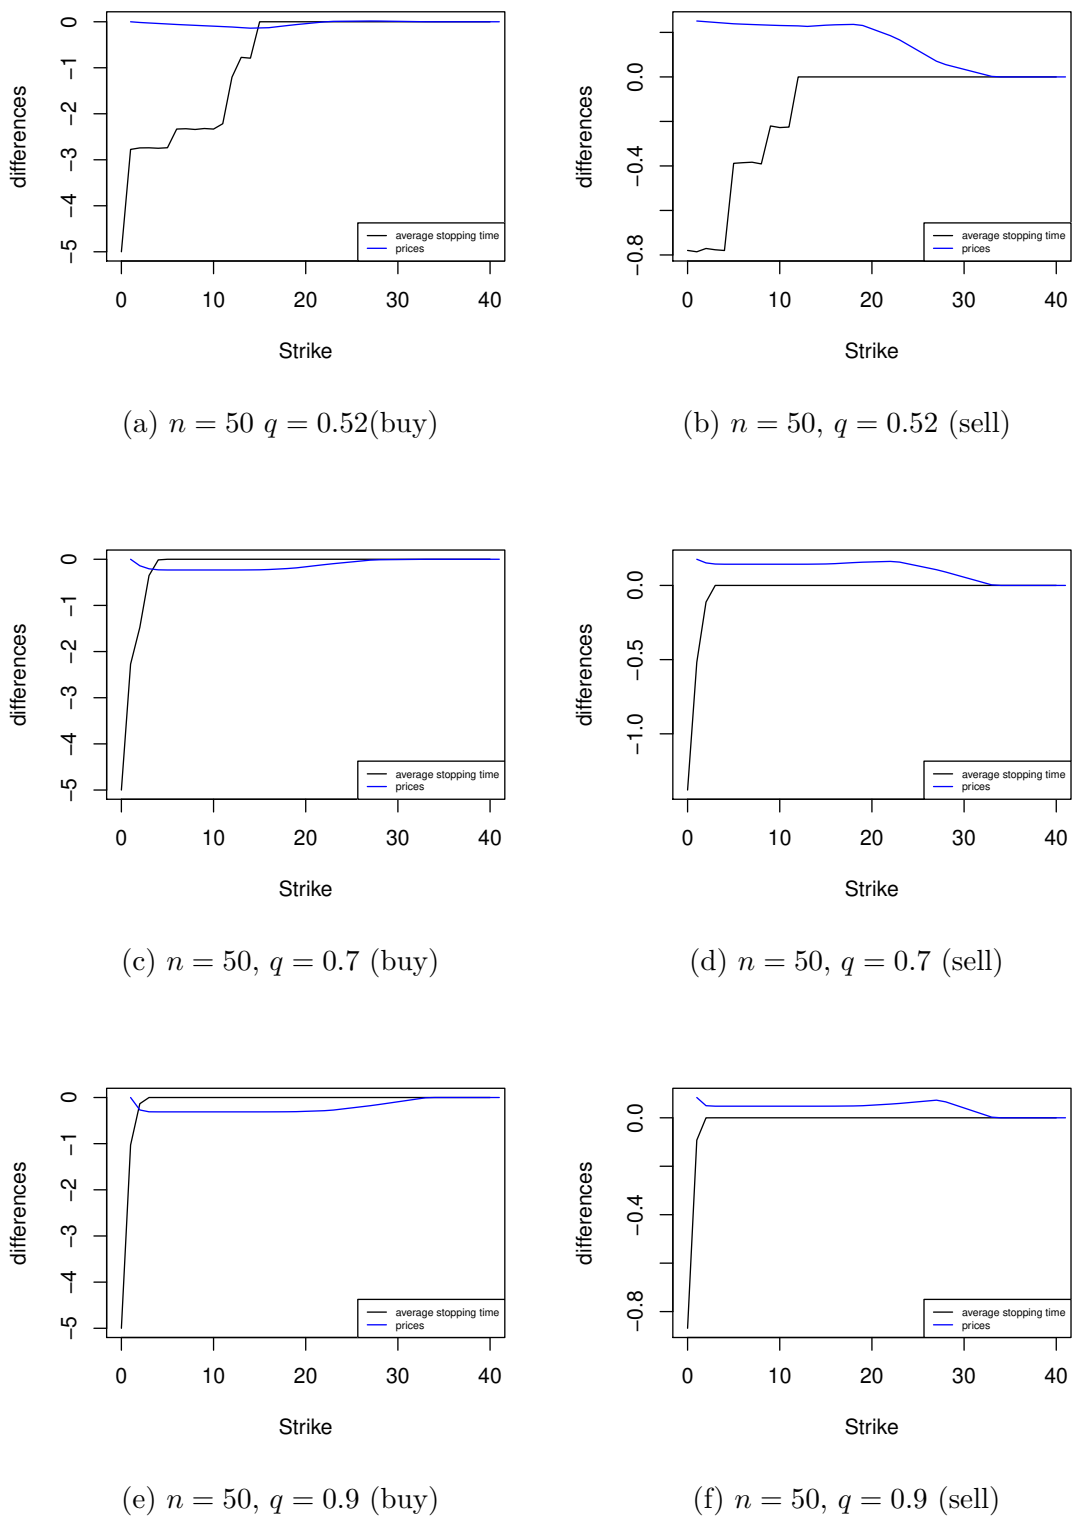 differences
0
−1
−2
−3
−4
−5
average stopping time
prices
0 10 20 30 40
Strike
(a) n = 50 q = 0.52(buy)
differences
0.0
−0.4
−0.8
average stopping time
prices
0 10 20 30 40
Strike
(b) n = 50, q = 0.52 (sell)
differences
0
−1
−2
−3
−4
−5
average stopping time
prices
0 10 20 30 40
Strike
(c) n = 50, q = 0.7 (buy)
differences
0.0
−0.5
−1.0
average stopping time
prices
0 10 20 30 40
Strike
(d) n = 50, q = 0.7 (sell)
differences
0
−1
−2
−3
−4
−5
average stopping time
prices
0 10 20 30 40
Strike
(e) n = 50, q = 0.9 (buy)
differences
0.0
−0.4
−0.8
average stopping time
prices
0 10 20 30 40
Strike
(f) n = 50, q = 0.9 (sell)